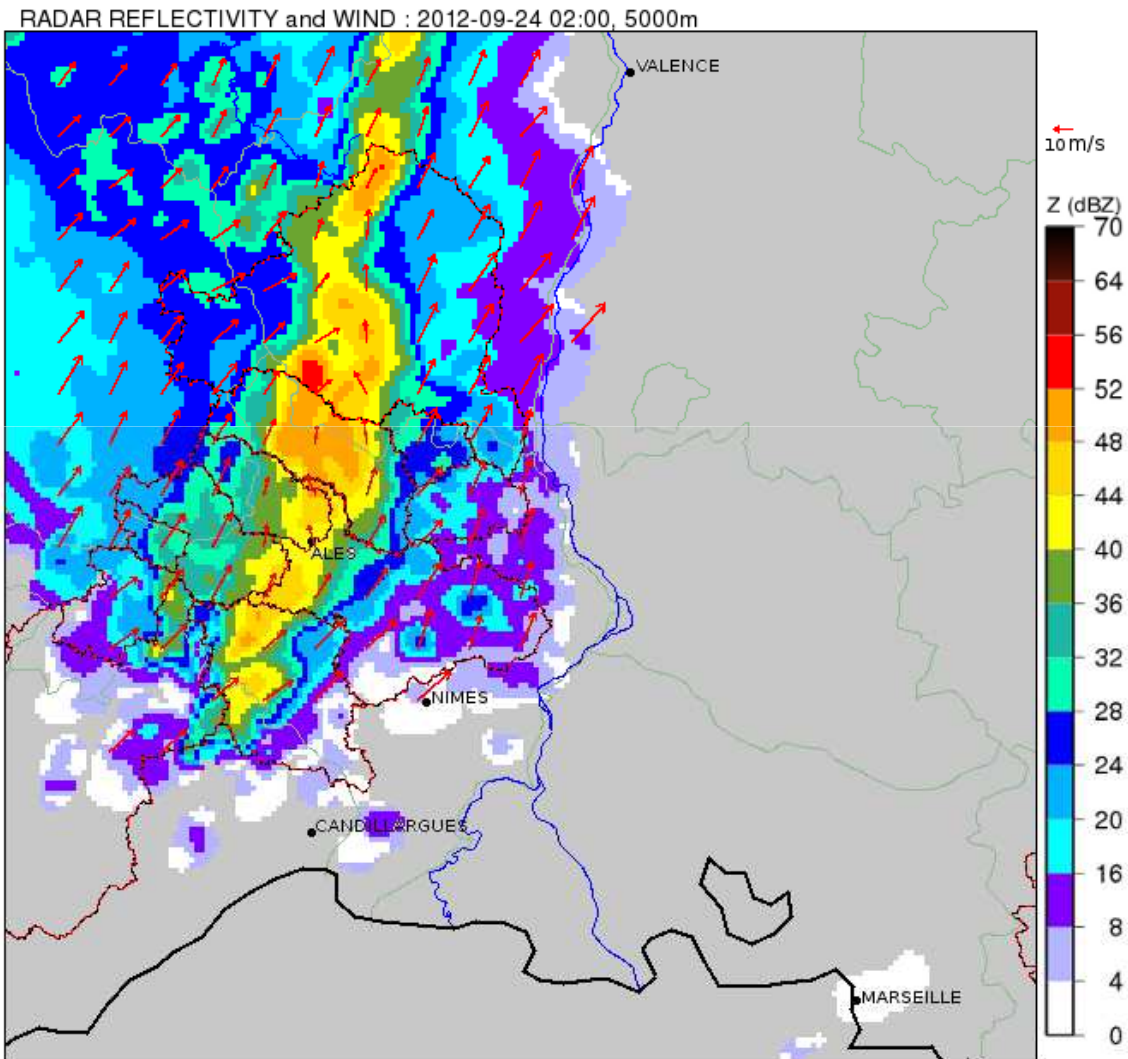 RADAR REFLECTIVITY and WIND : 2012-09-24 02:00, 5000m
VALENCE
10m/s
Z (dBZ)
70
64
56
52
48
44
40
36
32
28
24
20
16
8
4
0
ALES
NIMES
CANDILLARGUES
MARSEILLE